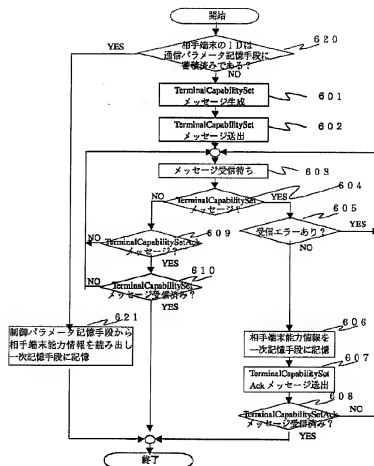 開始
相手端末のIDは
通信パラメータ記憶手段に
蓄積済みである?
620
YES
NO
TerminalCapabilitySet
メッセージ生成
601
TerminalCapabilitySet
メッセージ送出
602
メッセージ受信待ち
603
604
NO
TerminalCapabilitySet
メッセージ?
YES
605
609
受信エラーあり?
YES
NO
TerminalCapabilitySetAck
メッセージ?
NO
YES
610
NO
TerminalCapabilitySet
メッセージ受信済み?
YES
621
制御パラメータ記憶手段から
相手端末能力情報を読み出し
一次記憶手段に記憶
606
相手端末能力情報を
一次記憶手段に記憶
607
TerminalCapabilitySet
Ackメッセージ送出
608
TerminalCapabilitySetAck
メッセージ受信済み?
NO
YES
終了